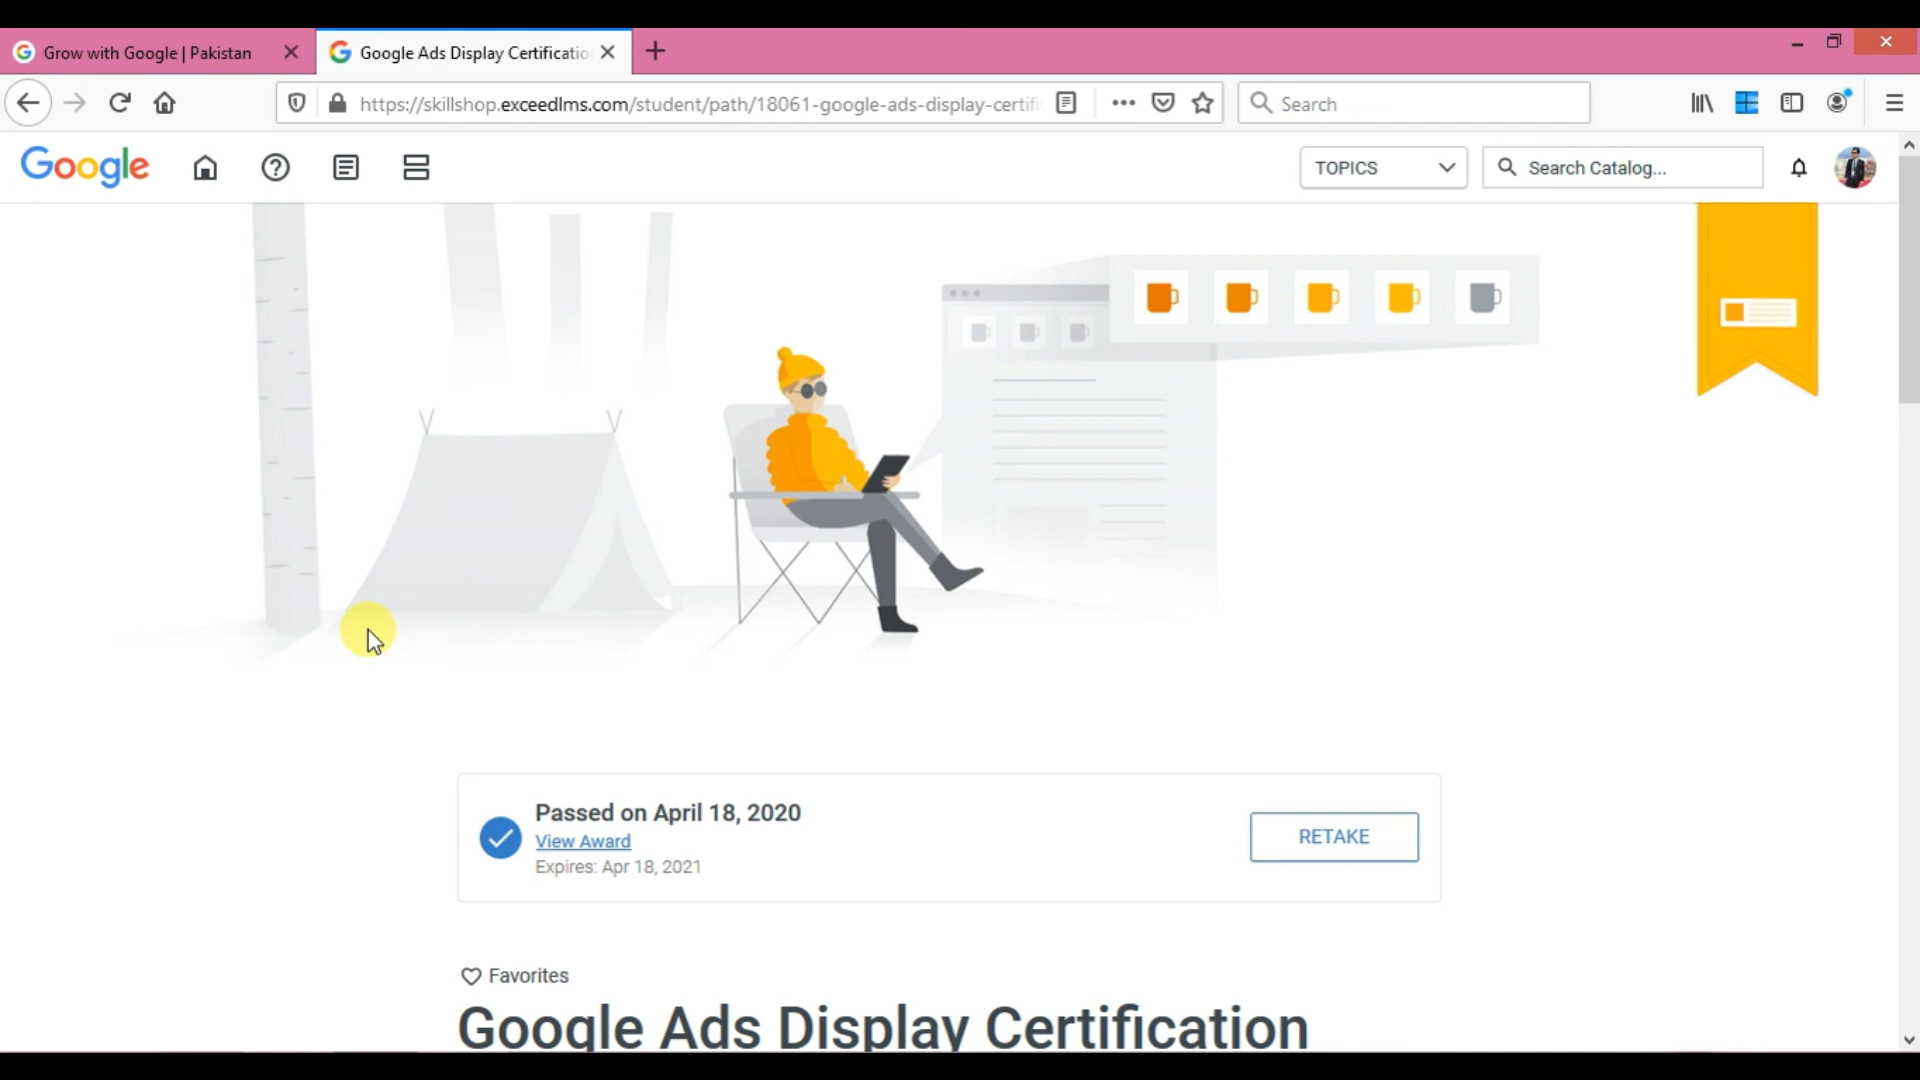 Grow with Google | Pakistan
Google Ads Display Certificatio
https://skillshop.exceedlms.com/student/path/18061-google-ads-display-certifi
Search
Google
TOPICS
Search Catalog...
Passed on April 18, 2020
View Award
Expires: Apr 18, 2021
RETAKE
Favorites
Google Ads Display Certification